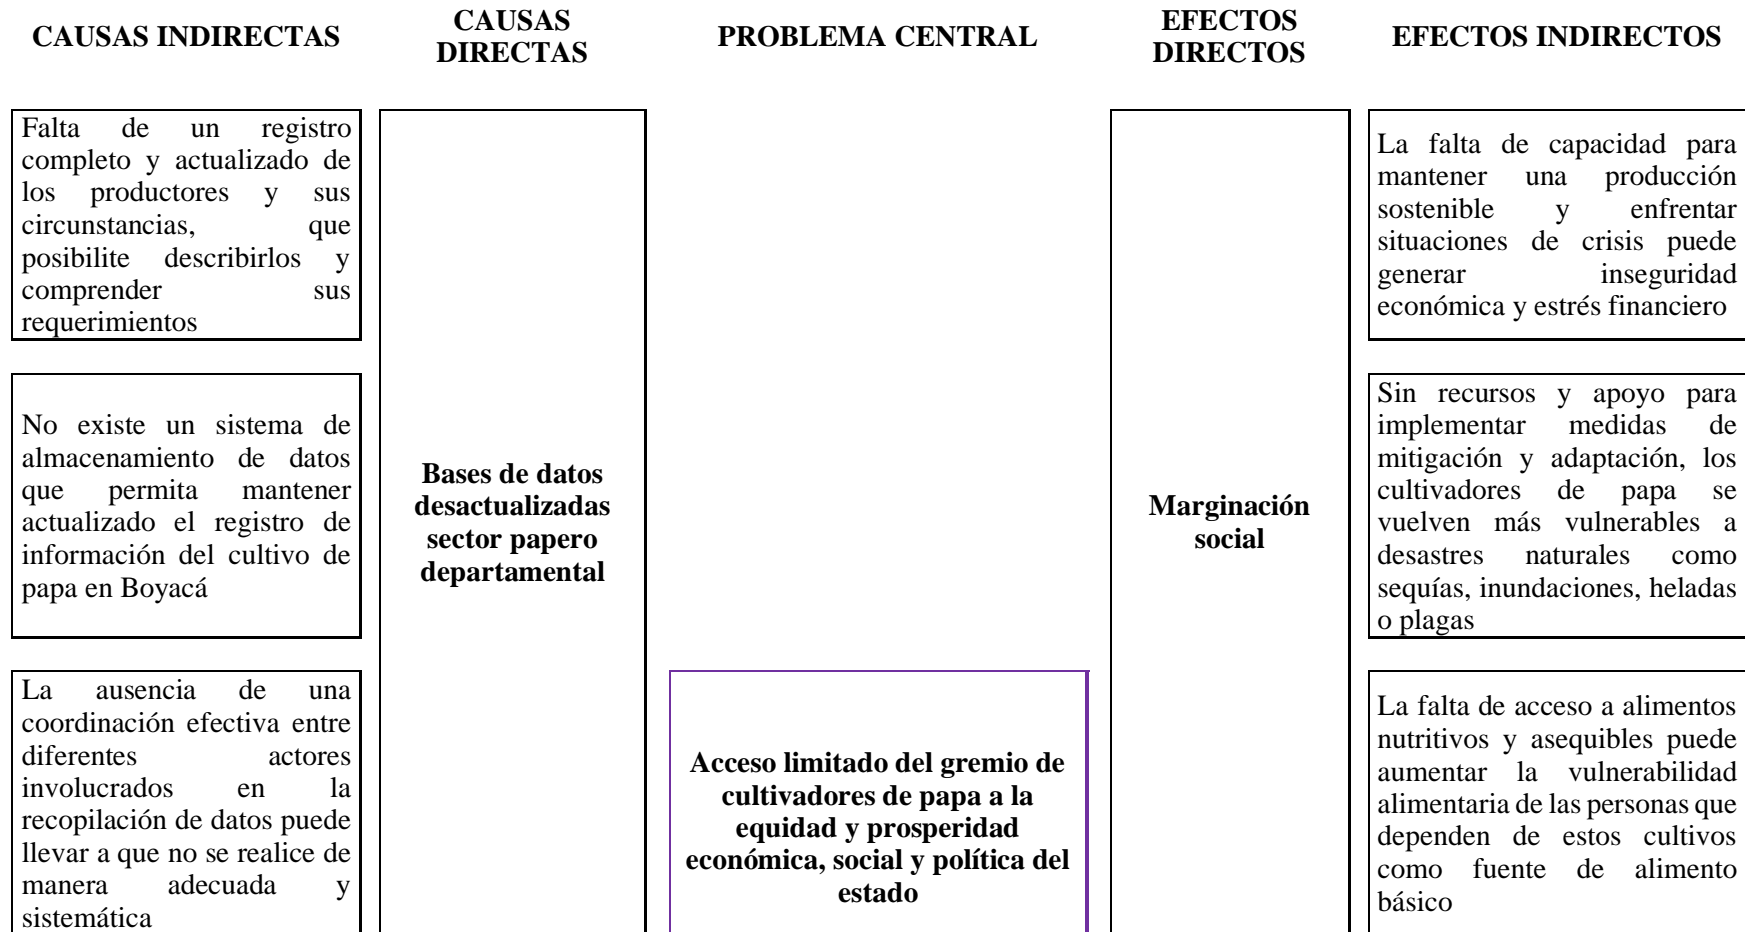 CAUSAS INDIRECTAS
CAUSAS
DIRECTAS
PROBLEMA CENTRAL
EFECTOS
DIRECTOS
EFECTOS INDIRECTOS
Falta de un registro
completo y actualizado de
los productores y sus
circunstancias, que
posibilite describirlos y
comprender sus
requerimientos
No existe un sistema de
almacenamiento de datos
que permita mantener
actualizado el registro de
información del cultivo de
papa en Boyacá
La ausencia de una
coordinación efectiva entre
diferentes actores
involucrados en la
recopilación de datos puede
llevar a que no se realice de
manera adecuada y
sistemática
Bases de datos
desactualizadas
sector papero
departamental
Acceso limitado del gremio de
cultivadores de papa a la
equidad y prosperidad
económica, social y política del
estado
Marginación
social
La falta de capacidad para
mantener una producción
sostenible y enfrentar
situaciones de crisis puede
generar inseguridad
económica y estrés financiero
Sin recursos y apoyo para
implementar medidas de
mitigación y adaptación, los
cultivadores de papa se
vuelven más vulnerables a
desastres naturales como
sequías, inundaciones, heladas
o plagas
La falta de acceso a alimentos
nutritivos y asequibles puede
aumentar la vulnerabilidad
alimentaria de las personas que
dependen de estos cultivos
como fuente de alimento
básico